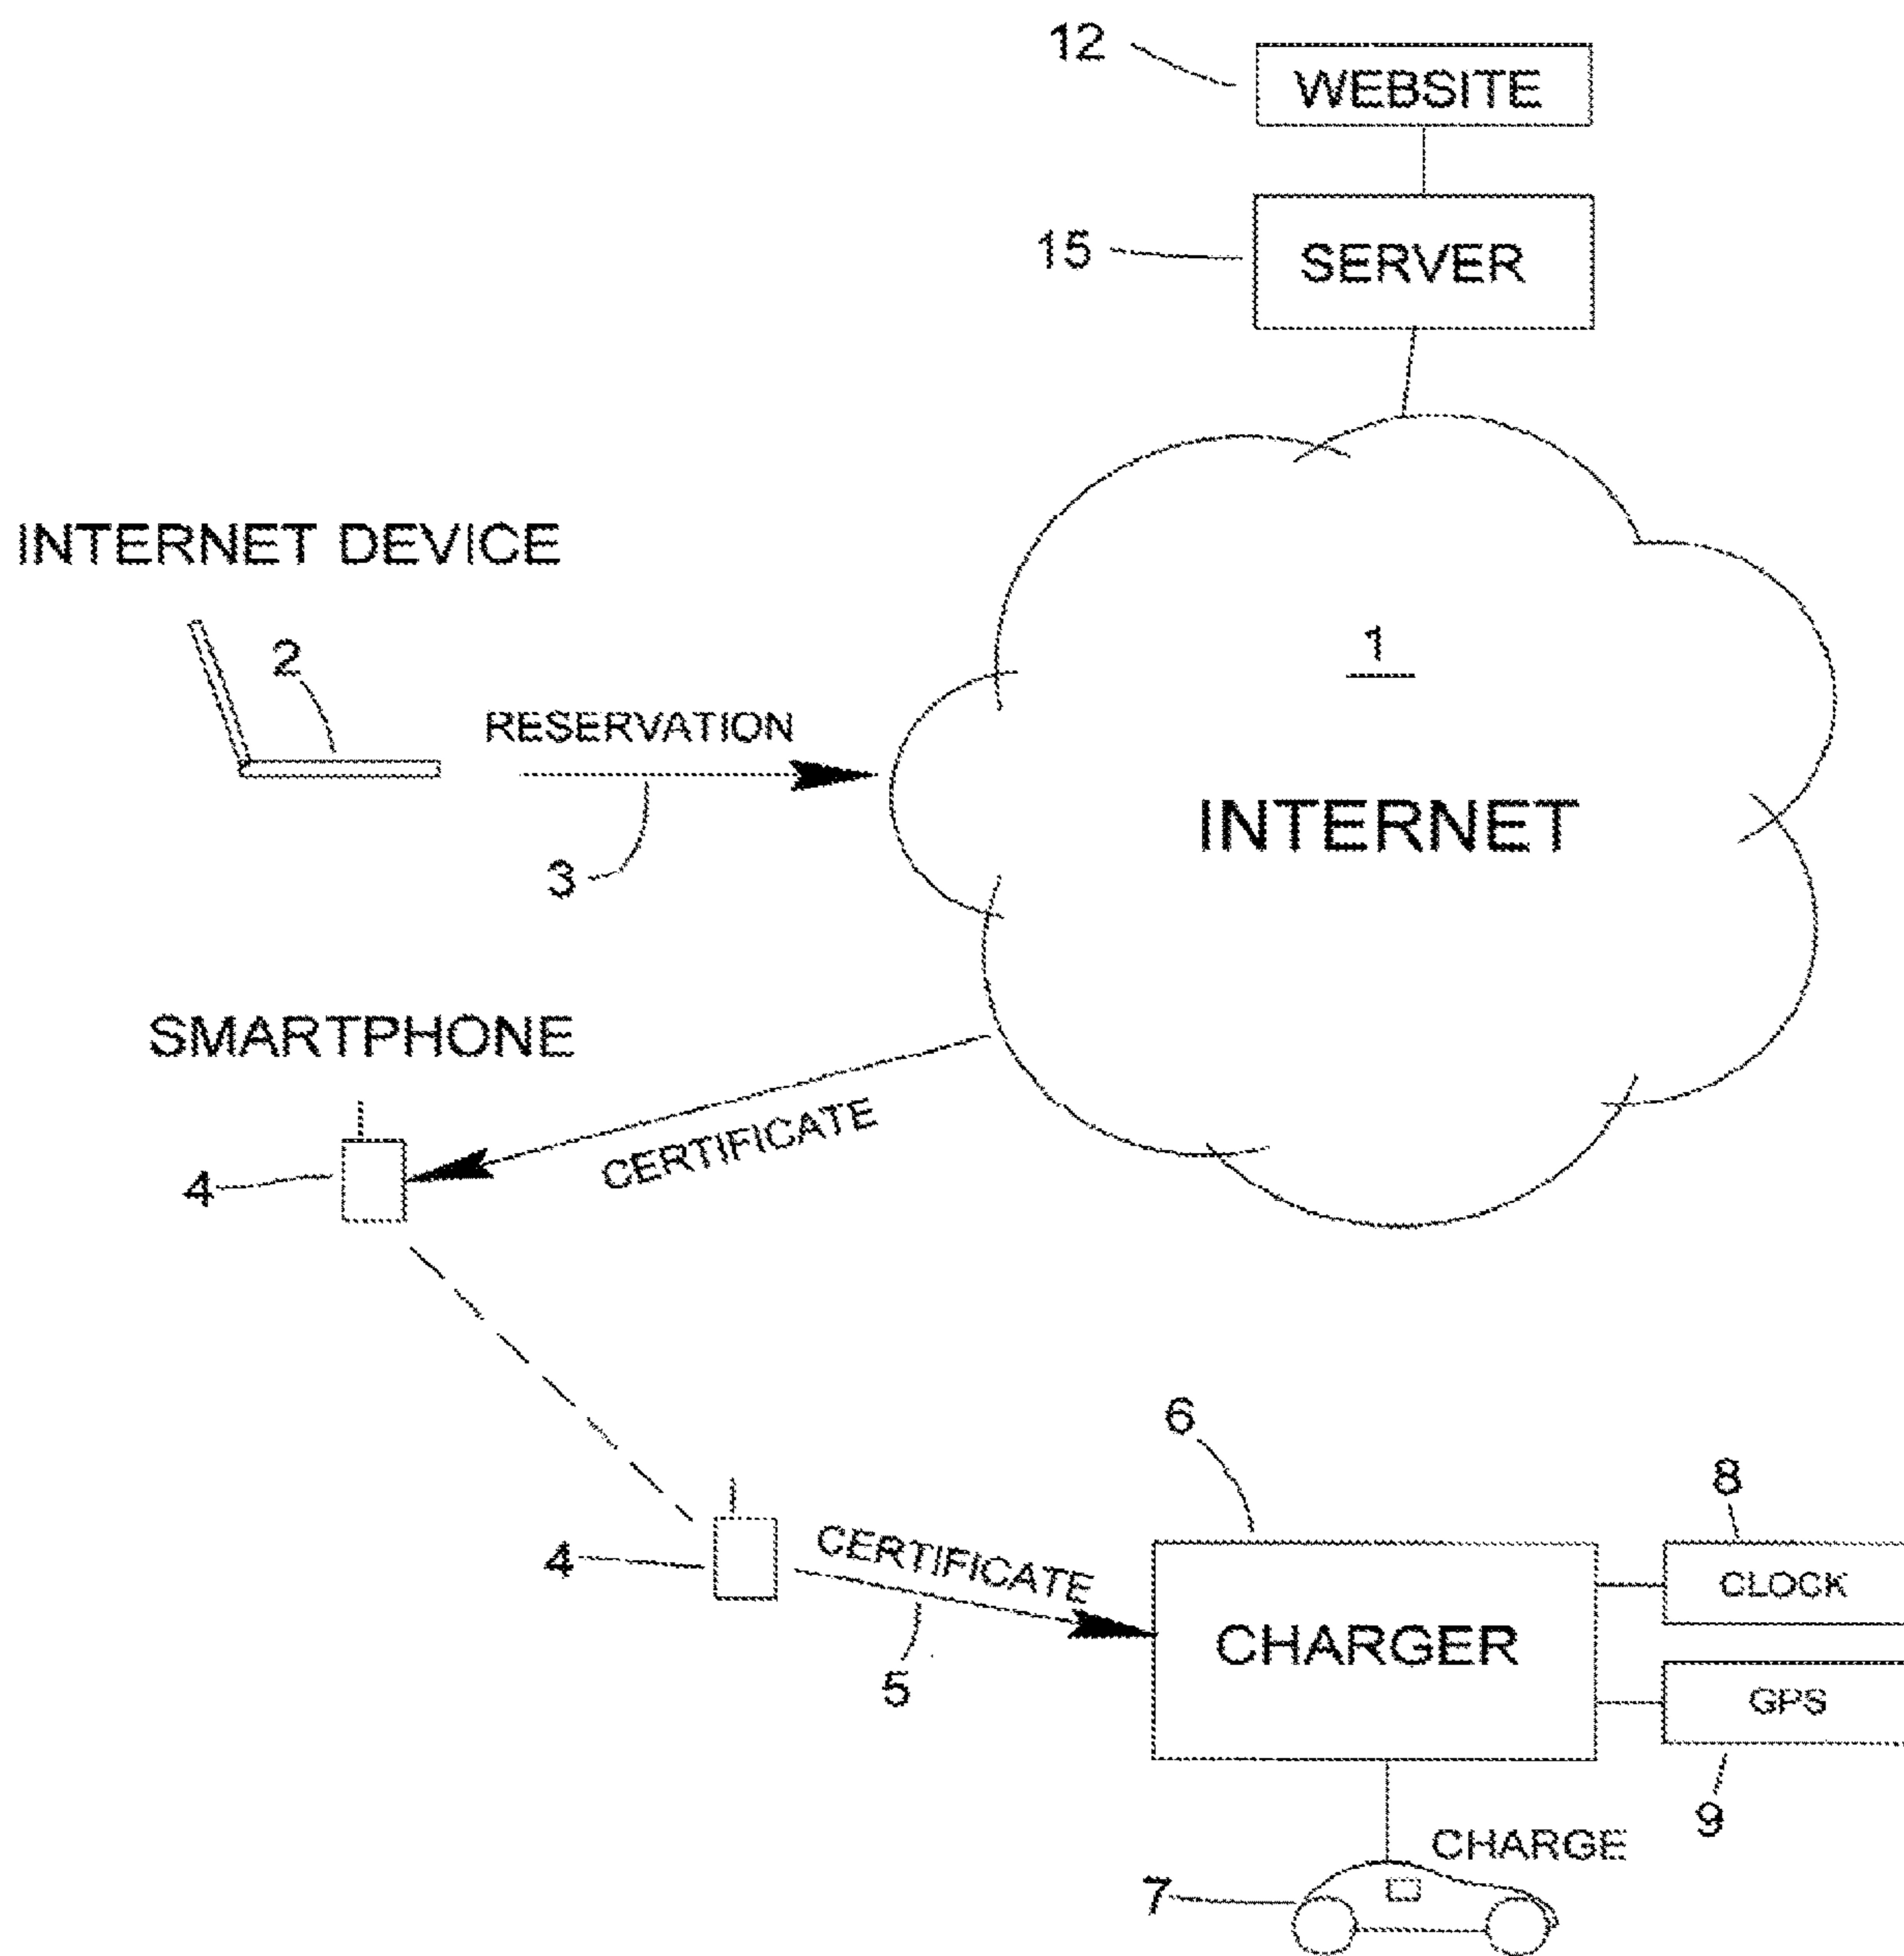 12
WEBSITE
15
SERVER
INTERNET DEVICE
2
1
RESERVATION
INTERNET
3
SMARTPHONE
CERTIFICATE
4
6
8
4
CERTIFICATE
CLOCK
CHARGER
5
GPS
9
CHARGE
7